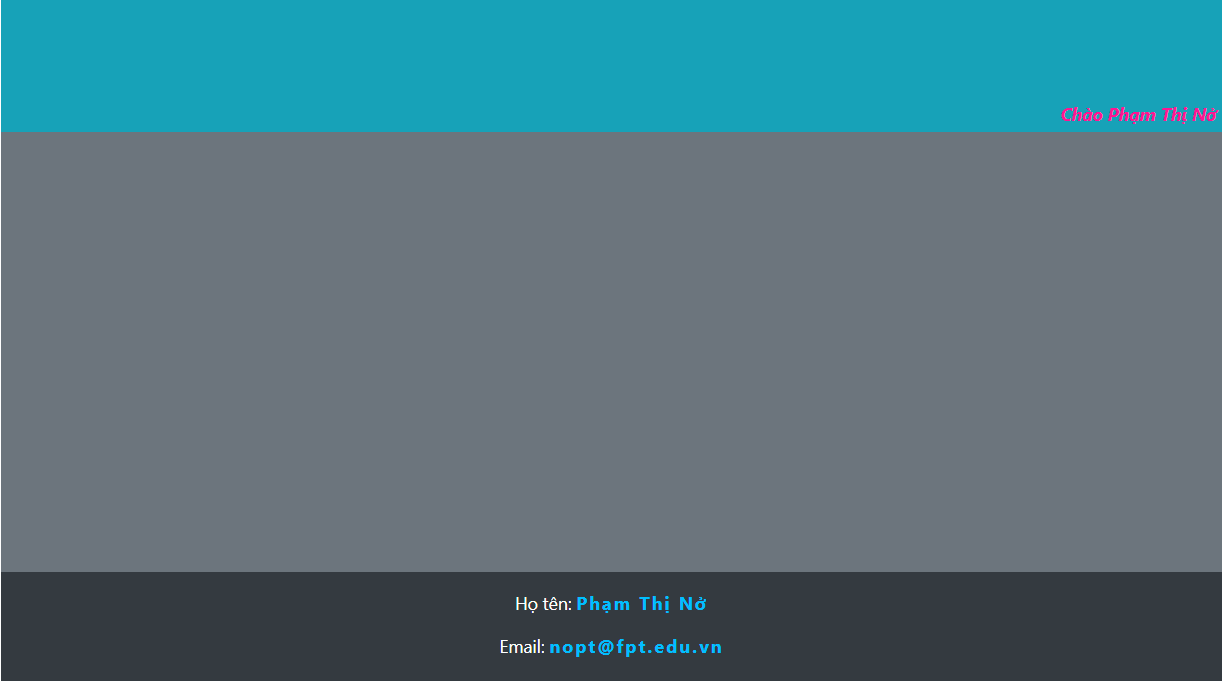 Chào Phạm Thị Nở
Họ tên: Phạm Thị Nở
Email: nopt@fpt.edu.vn